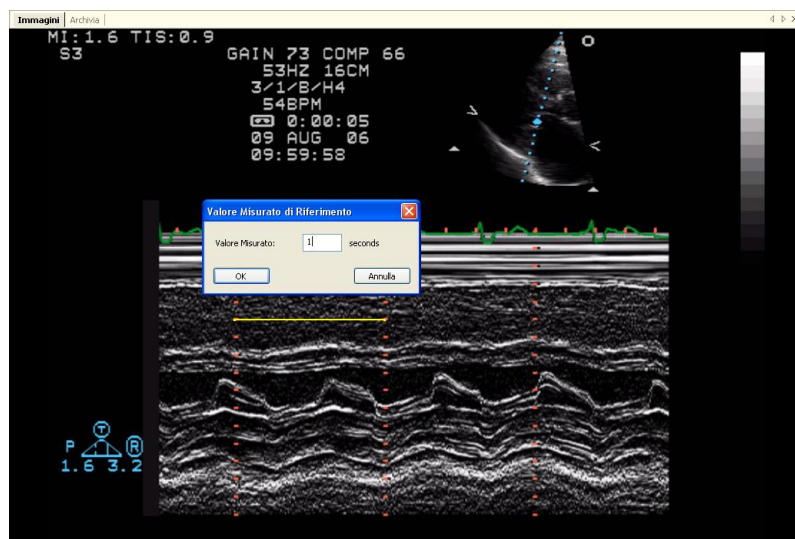 Immagini Archivia
MI:1.6 TIS:0.9
S3
GAIN 73 COMP 66
53HZ 16CM
3/1/B/H4
54BPM
0:00:05
09 AUG 06
09:59:58
Valore Misurato di Riferimento
Valore Misurato: 1 seconds
OK Annulla
T
P R
1.6 3.2